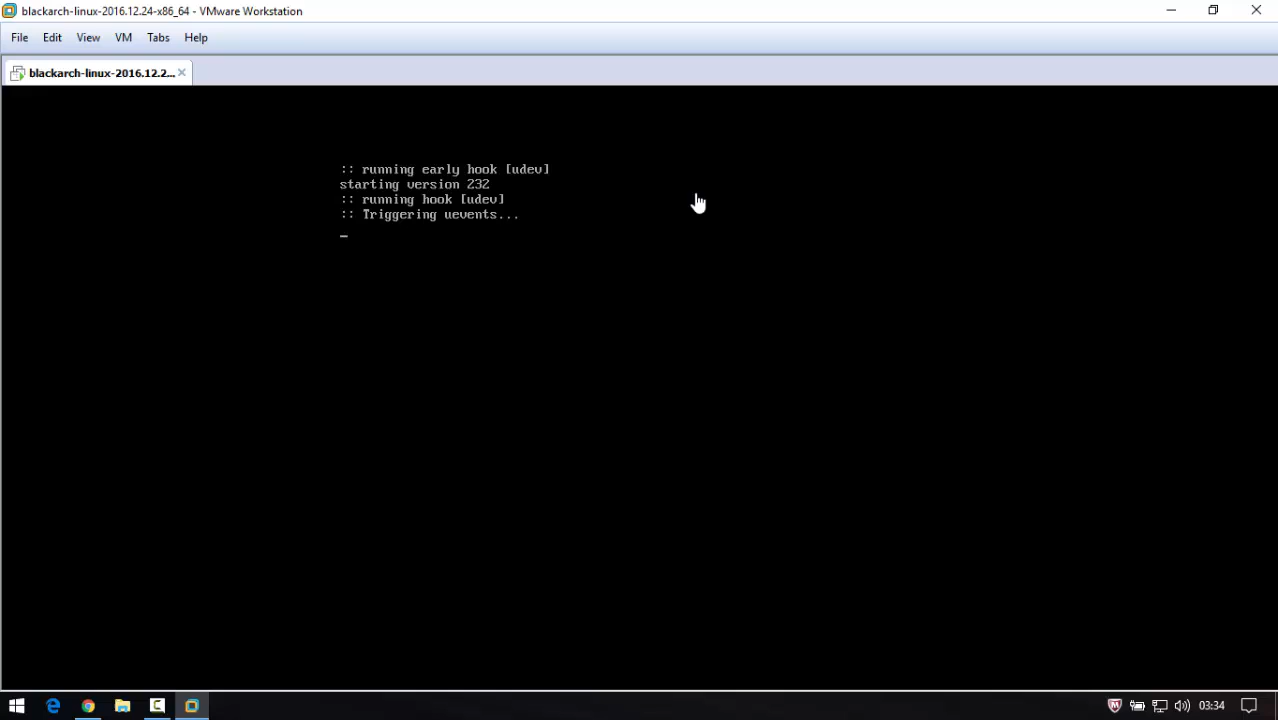 blackarch-linux-2016.12.24-x86_64 - VMware Workstation
File Edit View VM Tabs Help
blackarch-linux-2016.12.2...
:: running early hook [udev]
starting version 232
:: running hook [udev]
:: Triggering uevents...
03:34